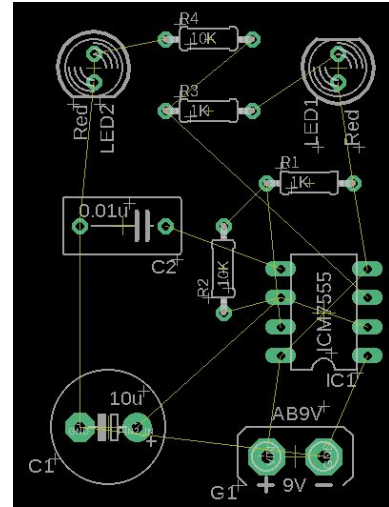 R4
10K
R3
1K
Red
LED2
LED1
Red
R1
1K
0.01u
C2
R2
10K
ICM7555
IC1
10u
+
C1
AB9V
G1
+ 9V −